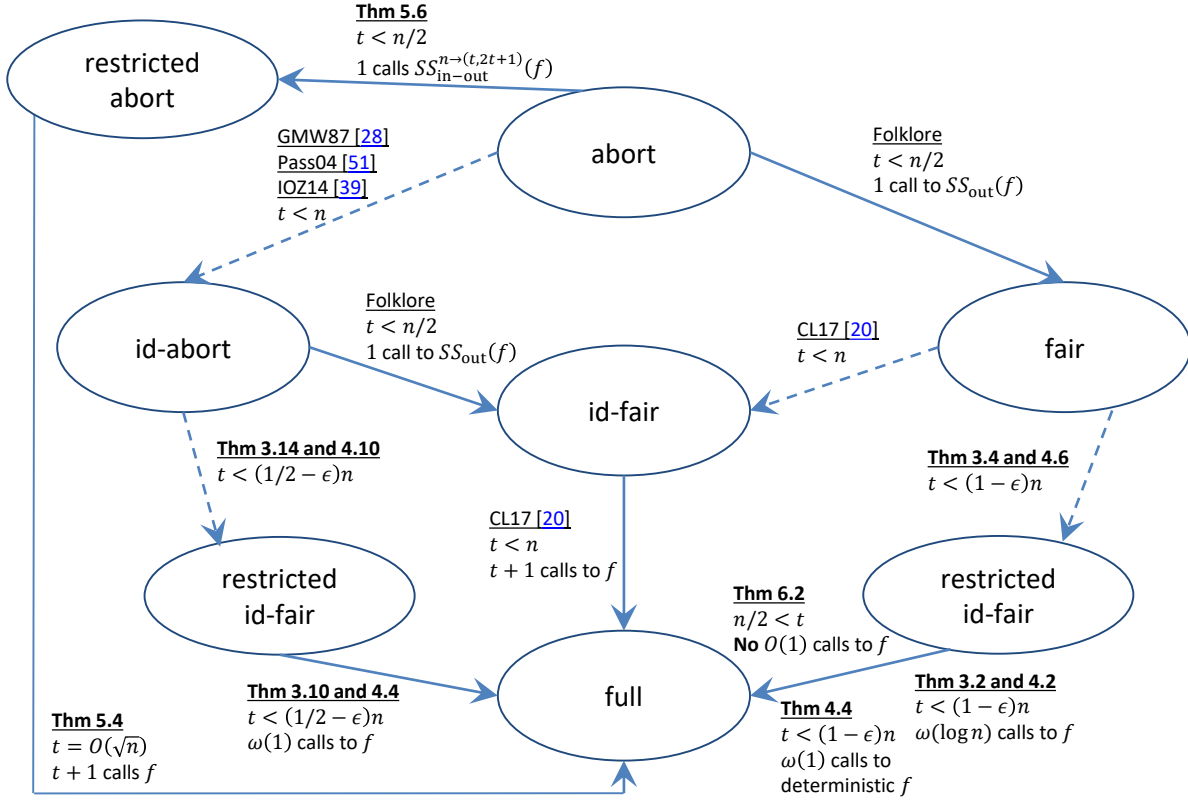 Thm 5.6
t < n/2
1 calls SS_{in−out}^{n→(t,2t+1)}(f)
restricted
abort
abort
GMW87 [28]
Pass04 [51]
IOZ14 [39]
t < n
Folklore
t < n/2
1 call to SS_{out}(f)
id-abort
Folklore
t < n/2
1 call to SS_{out}(f)
id-fair
CL17 [20]
t < n
fair
Thm 3.14 and 4.10
t < (1/2 − ϵ)n
Thm 3.4 and 4.6
t < (1 − ϵ)n
CL17 [20]
t < n
t + 1 calls to f
restricted
id-fair
restricted
id-fair
Thm 6.2
n/2 < t
No O(1) calls to f
full
Thm 3.10 and 4.4
t < (1/2 − ϵ)n
ω(1) calls to f
Thm 3.2 and 4.2
t < (1 − ϵ)n
ω(log n) calls to f
Thm 4.4
t < (1 − ϵ)n
ω(1) calls to
deterministic f
Thm 5.4
t = O(√n)
t + 1 calls f